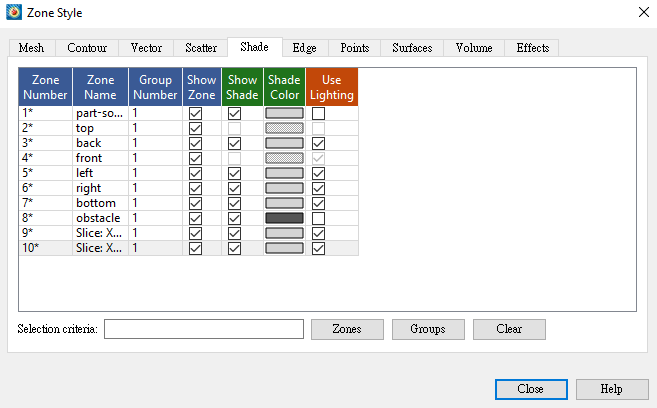 Zone Style
Mesh Contour Vector Scatter Shade Edge Points Surfaces Volume Effects
Zone Number Zone Name Group Number Show Zone Show Shade Shade Color Use Lighting
1* part-so... 1
2* top 1
3* back 1
4* front 1
5* left 1
6* right 1
7* bottom 1
8* obstacle 1
9* Slice: X... 1
10* Slice: X... 1
Selection criteria: Zones Groups Clear
Close Help